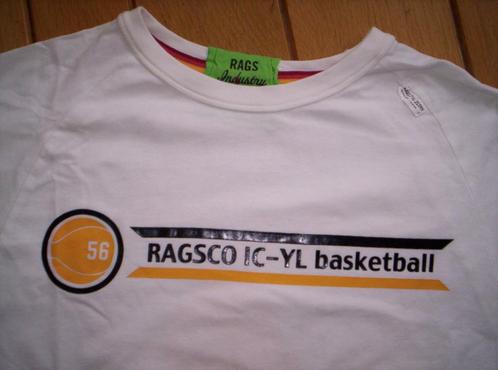 RAGS
Industry
56
RAGSCO IC-YL basketball